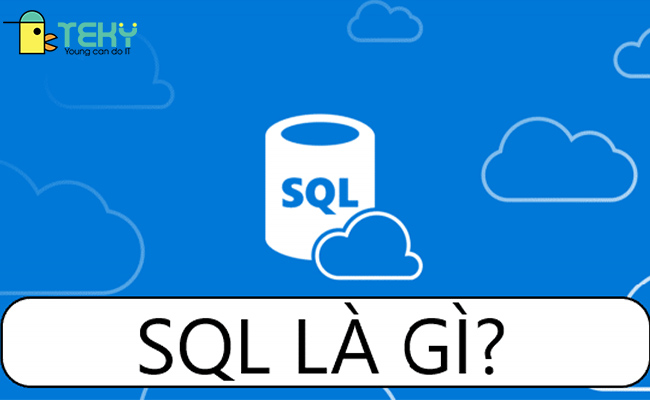 TEKY
Young can do IT
SQL
SQL LÀ GÌ?